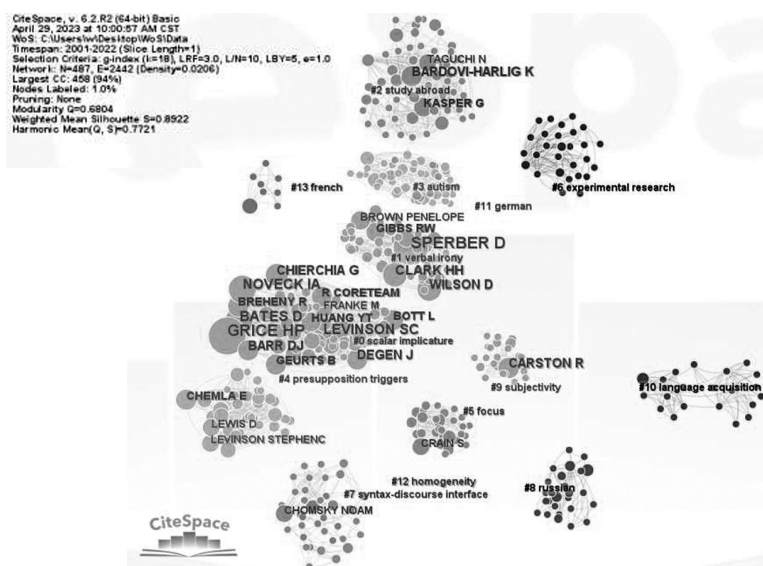 CiteSpace, v. 6.2.R2 (64-bit) Basic
April 29, 2023 at 10:00:57 AM CST
WoS: C:\Users\lw\Desktop\WoS\Data
Timespan: 2001-2022 (Slice Length=1)
Selection Criteria: g-index (k=18), LRF=3.0, L/N=10, LBY=5, e=1.0
Network: N=487, E=2442 (Density=0.0206)
Largest CC: 458 (94%)
Nodes Labeled: 1.0%
Pruning: None
Modularity Q=0.6804
Weighted Mean Silhouette S=0.8922
Harmonic Mean(Q, S)=0.7721
TAGUCHI N
BARDOVI-HARLIG K
#2 study abroad
KASPER G
#13 french
#3 autism
#6 experimental research
#11 german
BROWN PENELOPE
GIBBS RW
SPERBER D
#1 verbal irony
CHIERCHIA G
CLARK HH
NOVECK IA
WILSON D
R CORETEAM
BREHENY R
FRANKE M
BATES D
HUANG YT
BOTT L
GRICE HP
LEVINSON SC
BARR DJ
#0 scalar implicature
GEURTS B
DEGEN J
CARSTON R
#4 presupposition triggers
#9 subjectivity
#10 language acquisition
CHEMLA E
LEWIS D
#5 focus
LEVINSON STEPHENC
CRAIN S
#12 homogeneity
#8 russian
#7 syntax-discourse interface
CHOMSKY NOAM
CiteSpace